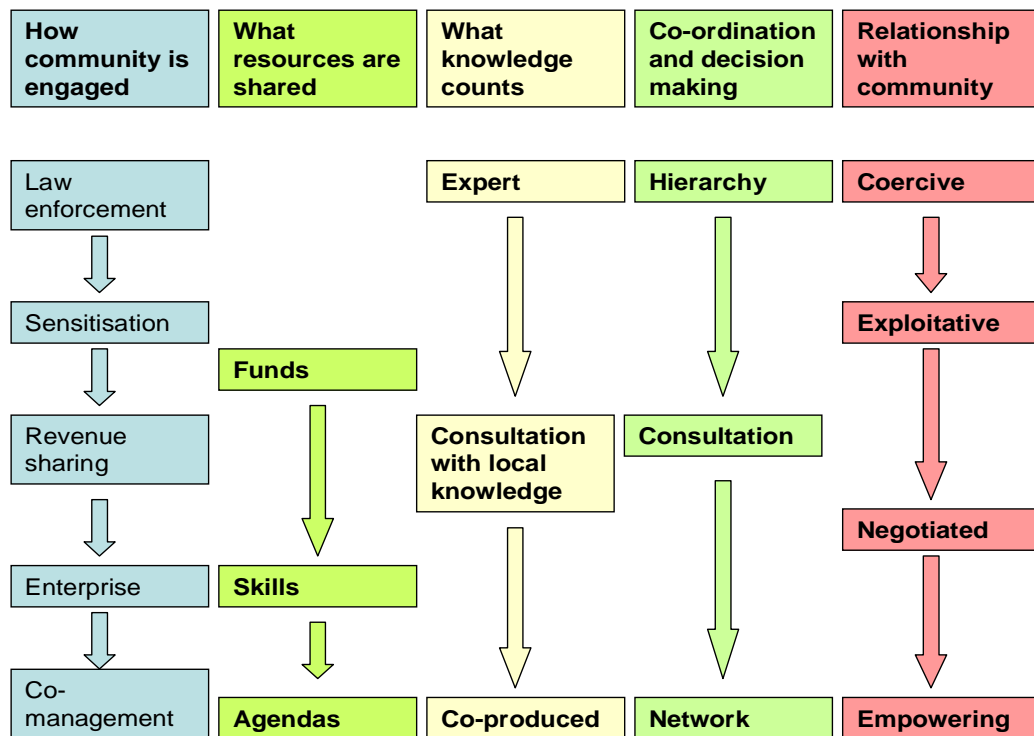 How
community is
engaged
What
resources are
shared
What
knowledge
counts
Co-ordination
and decision
making
Relationship
with
community
Law
enforcement
Expert
Hierarchy
Coercive
Sensitisation
Exploitative
Funds
Revenue
sharing
Consultation
with local
knowledge
Consultation
Negotiated
Enterprise
Skills
Co-
management
Agendas
Co-produced
Network
Empowering